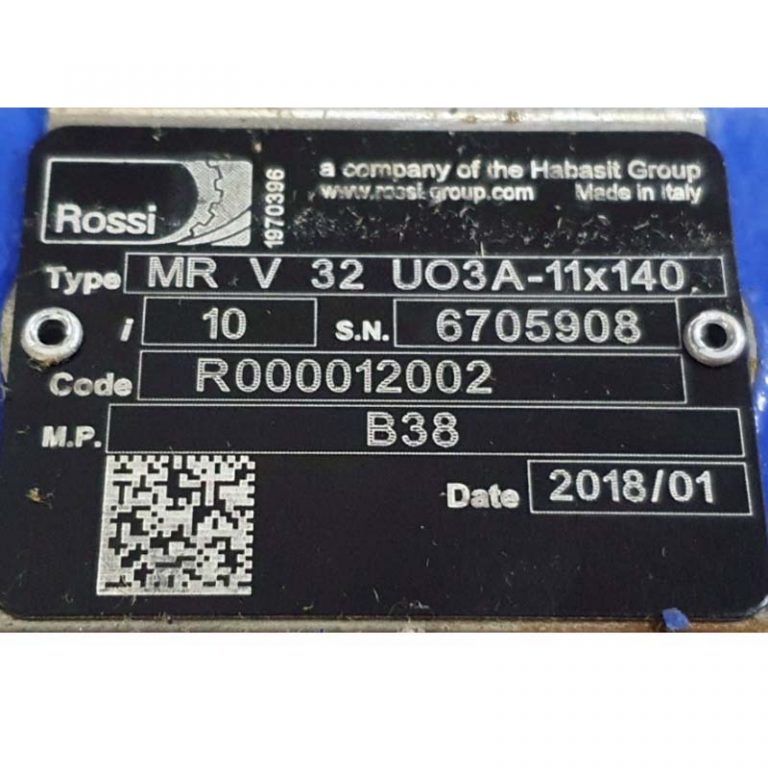 Rossi
1970396
a company of the Habasit Group
www.rossi-group.com Made in Italy
Type MR V 32 UO3A-11x140
i 10 S.N. 6705908
Code R000012002
M.P. B38
Date 2018/01